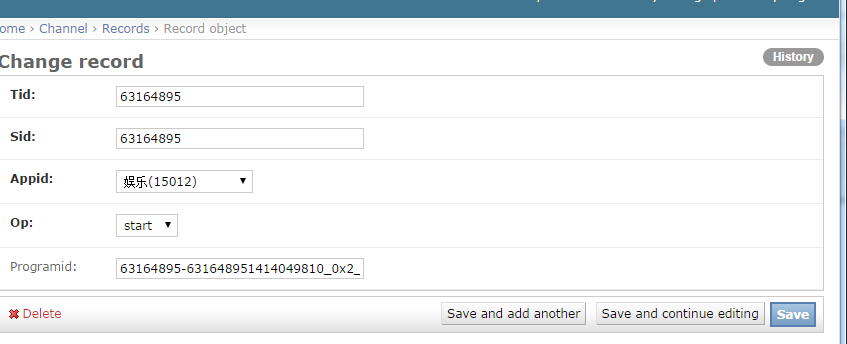 ome › Channel › Records › Record object
Change record
History
Tid:
63164895
Sid:
63164895
Appid:
娱乐(15012)
Op:
start
Programid:
63164895-631648951414049810_0x2_
Delete
Save and add another
Save and continue editing
Save